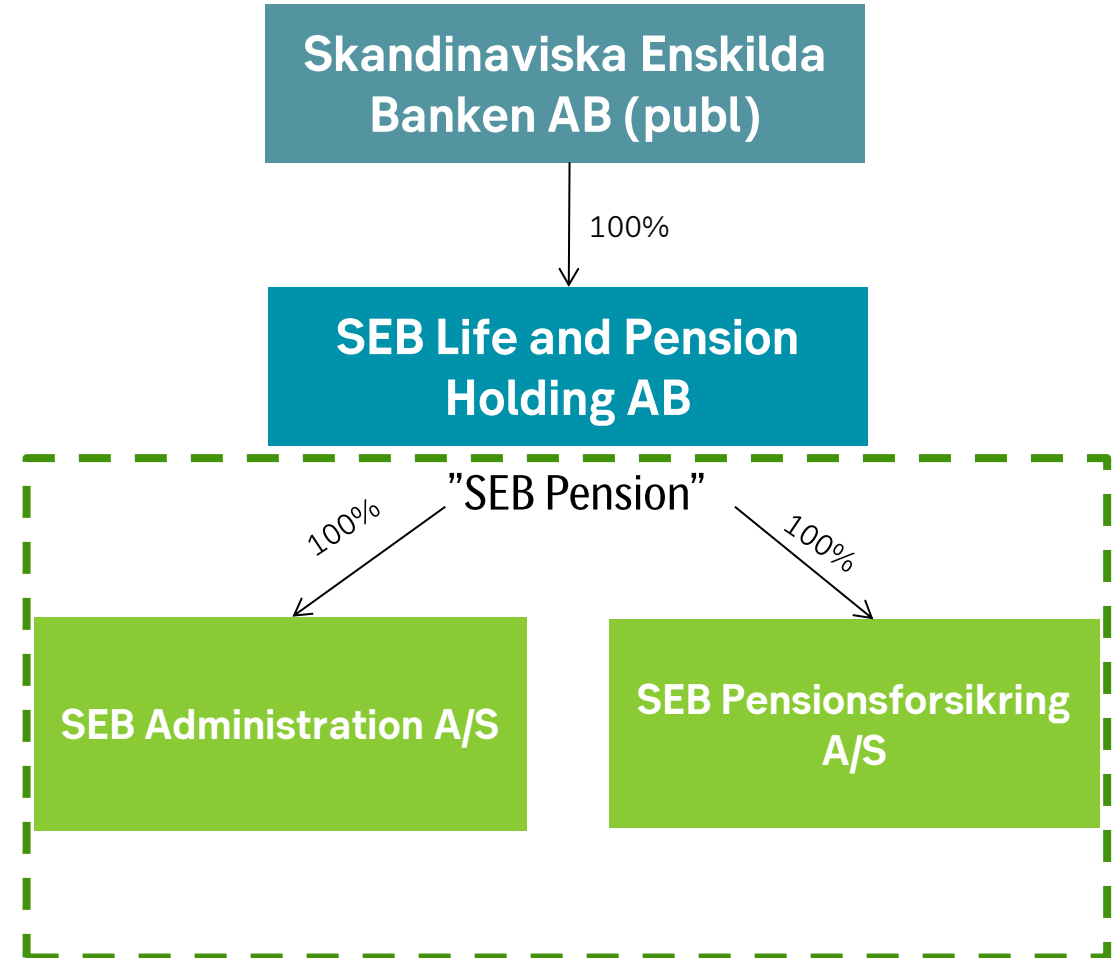 Skandinaviska Enskilda
Banken AB (publ)
100%
SEB Life and Pension
Holding AB
”SEB Pension”
100%
100%
SEB Administration A/S
SEB Pensionsforsikring
A/S